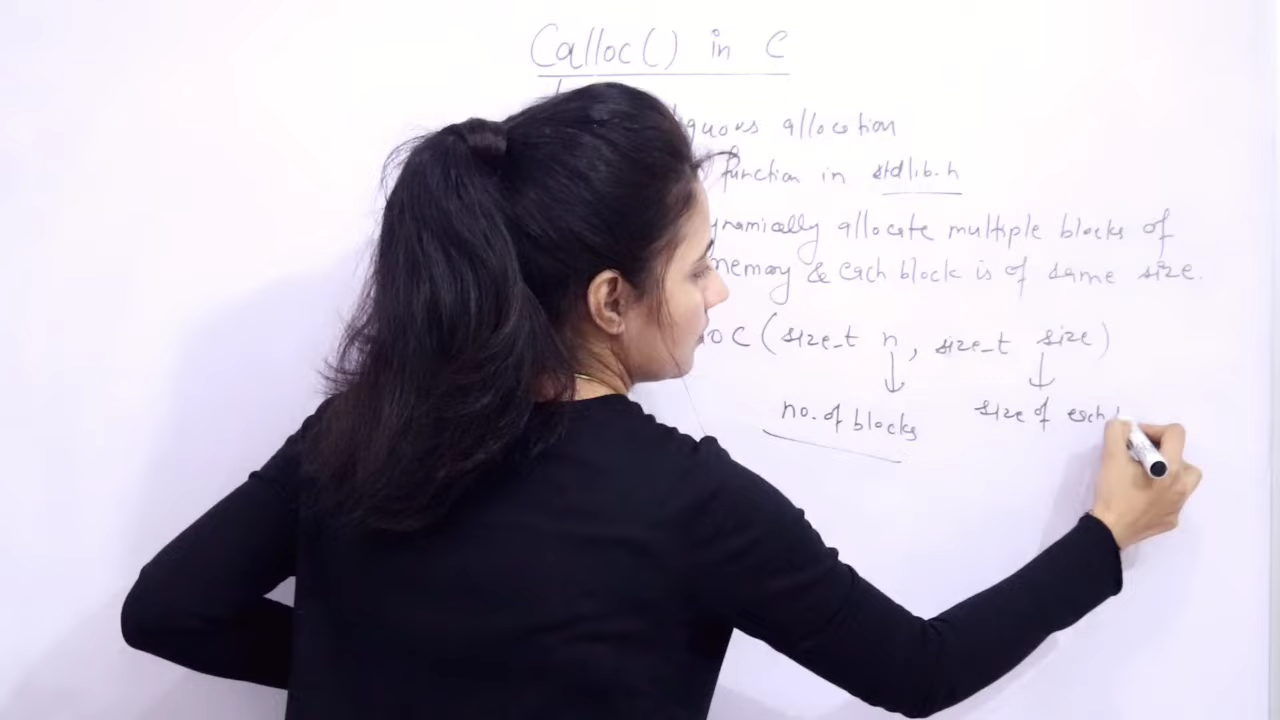 Calloc() in C
allocation
function in stdlib.h
allocate multiple blocks of
& each block is of same size.
(size_t n, size_t size)
no. of blocks size of each